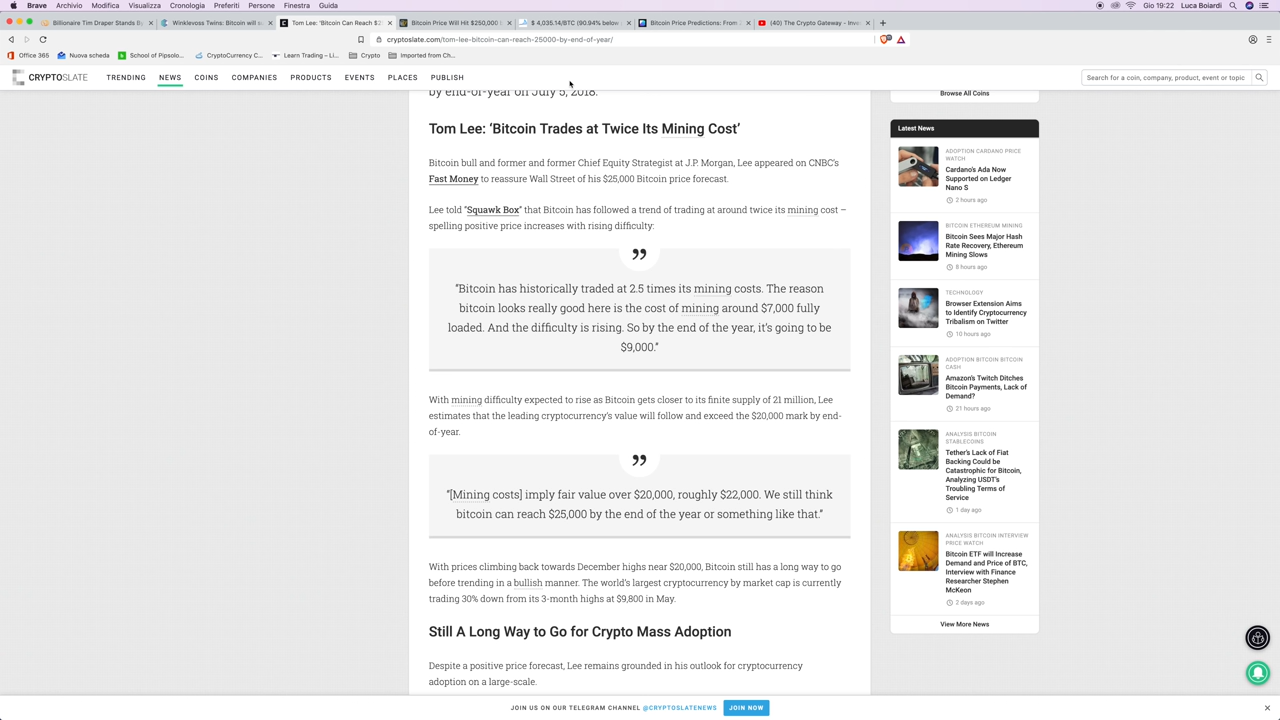 Brave Archivio Modifica Visualizza Cronologia Preferiti Persone Finestra Guida
Gio 19:22 Luca Boiardi
Billionaire Tim Draper Stands By
Winklevoss Twins: Bitcoin will s
Tom Lee: 'Bitcoin Can Reach $2
Bitcoin Price Will Hit $250,000
$ 4,035.14/BTC (90.94% below
Bitcoin Price Predictions: From
(40) The Crypto Gateway - Inve
cryptoslate.com/tom-lee-bitcoin-can-reach-25000-by-end-of-year/
Office 365 Nuova scheda School of Pipsolo... CryptoCurrency C... Learn Trading – Li... Crypto Imported from Ch...
CRYPTOSLATE TRENDING NEWS COINS COMPANIES PRODUCTS EVENTS PLACES PUBLISH
Search for a coin, company, product, event or topic
by end-of-year on July 5, 2018.
Tom Lee: ‘Bitcoin Trades at Twice Its Mining Cost’
Bitcoin bull and former and former Chief Equity Strategist at J.P. Morgan, Lee appeared on CNBC’s
Fast Money to reassure Wall Street of his $25,000 Bitcoin price forecast.
Lee told “Squawk Box” that Bitcoin has followed a trend of trading at around twice its mining cost –
spelling positive price increases with rising difficulty:
”
“Bitcoin has historically traded at 2.5 times its mining costs. The reason
bitcoin looks really good here is the cost of mining around $7,000 fully
loaded. And the difficulty is rising. So by the end of the year, it’s going to be
$9,000.”
With mining difficulty expected to rise as Bitcoin gets closer to its finite supply of 21 million, Lee
estimates that the leading cryptocurrency’s value will follow and exceed the $20,000 mark by end-
of-year.
”
“[Mining costs] imply fair value over $20,000, roughly $22,000. We still think
bitcoin can reach $25,000 by the end of the year or something like that.”
With prices climbing back towards December highs near $20,000, Bitcoin still has a long way to go
before trending in a bullish manner. The world’s largest cryptocurrency by market cap is currently
trading 30% down from its 3-month highs at $9,800 in May.
Still A Long Way to Go for Crypto Mass Adoption
Despite a positive price forecast, Lee remains grounded in his outlook for cryptocurrency
adoption on a large-scale.
Browse All Coins
Latest News
ADOPTION CARDANO PRICE
WATCH
Cardano’s Ada Now
Supported on Ledger
Nano S
2 hours ago
BITCOIN ETHEREUM MINING
Bitcoin Sees Major Hash
Rate Recovery, Ethereum
Mining Slows
8 hours ago
TECHNOLOGY
Browser Extension Aims
to Identify Cryptocurrency
Tribalism on Twitter
10 hours ago
ADOPTION BITCOIN BITCOIN
CASH
Amazon’s Twitch Ditches
Bitcoin Payments, Lack of
Demand?
21 hours ago
ANALYSIS BITCOIN
STABLECOINS
Tether’s Lack of Fiat
Backing Could be
Catastrophic for Bitcoin,
Analyzing USDT’s
Troubling Terms of
Service
1 day ago
ANALYSIS BITCOIN INTERVIEW
PRICE WATCH
Bitcoin ETF will Increase
Demand and Price of BTC,
Interview with Finance
Researcher Stephen
McKeon
2 days ago
View More News
JOIN US ON OUR TELEGRAM CHANNEL @CRYPTOSLATENEWS JOIN NOW